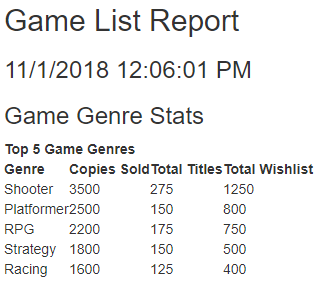 Game List Report
11/1/2018 12:06:01 PM
Game Genre Stats
Top 5 Game Genres
Genre Copies Sold Total Titles Total Wishlist
Shooter 3500 275 1250
Platformer 2500 150 800
RPG 2200 175 750
Strategy 1800 150 500
Racing 1600 125 400